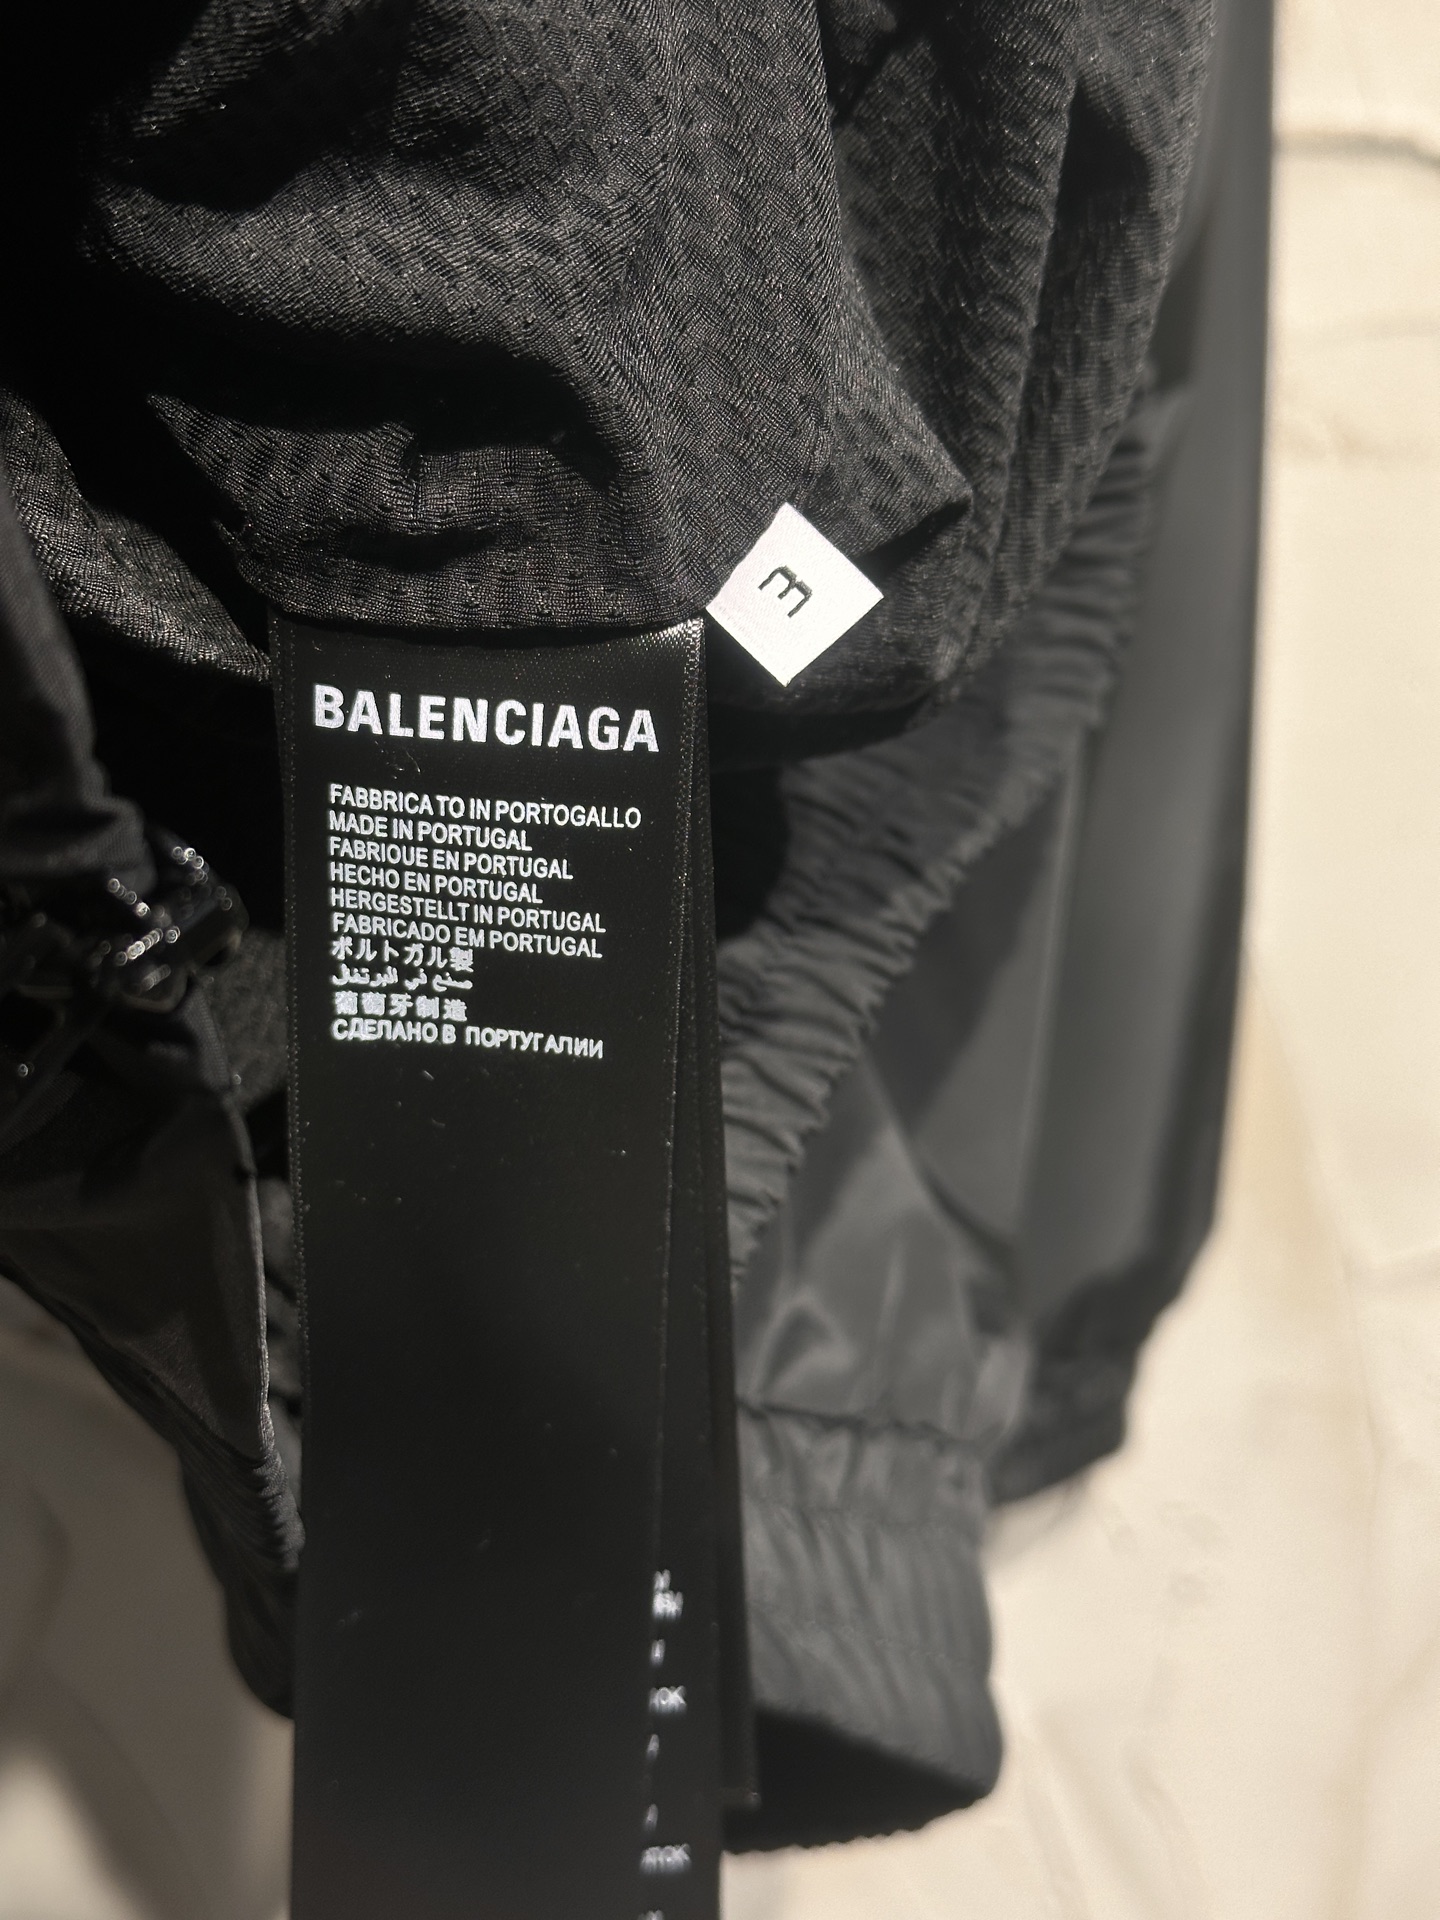 3
BALENCIAGA
FABBRICATO IN PORTOGALLO
MADE IN PORTUGAL
FABRIQUE EN PORTUGAL
HECHO EN PORTUGAL
HERGESTELLT IN PORTUGAL
FABRICADO EM PORTUGAL
ポルトガル製
صنع في البرتغال
葡萄牙制造
СДЕЛАНО В ПОРТУГАЛИИ